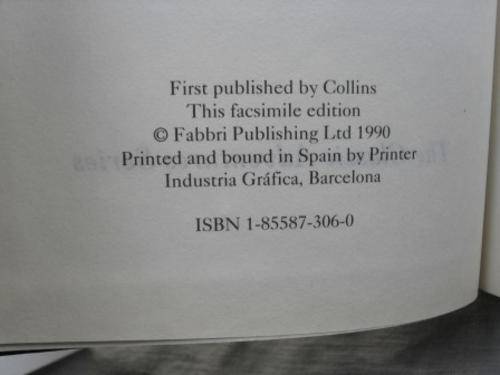 First published by Collins
This facsimile edition
© Fabbri Publishing Ltd 1990
Printed and bound in Spain by Printer
Industria Gráfica, Barcelona
ISBN 1-85587-306-0